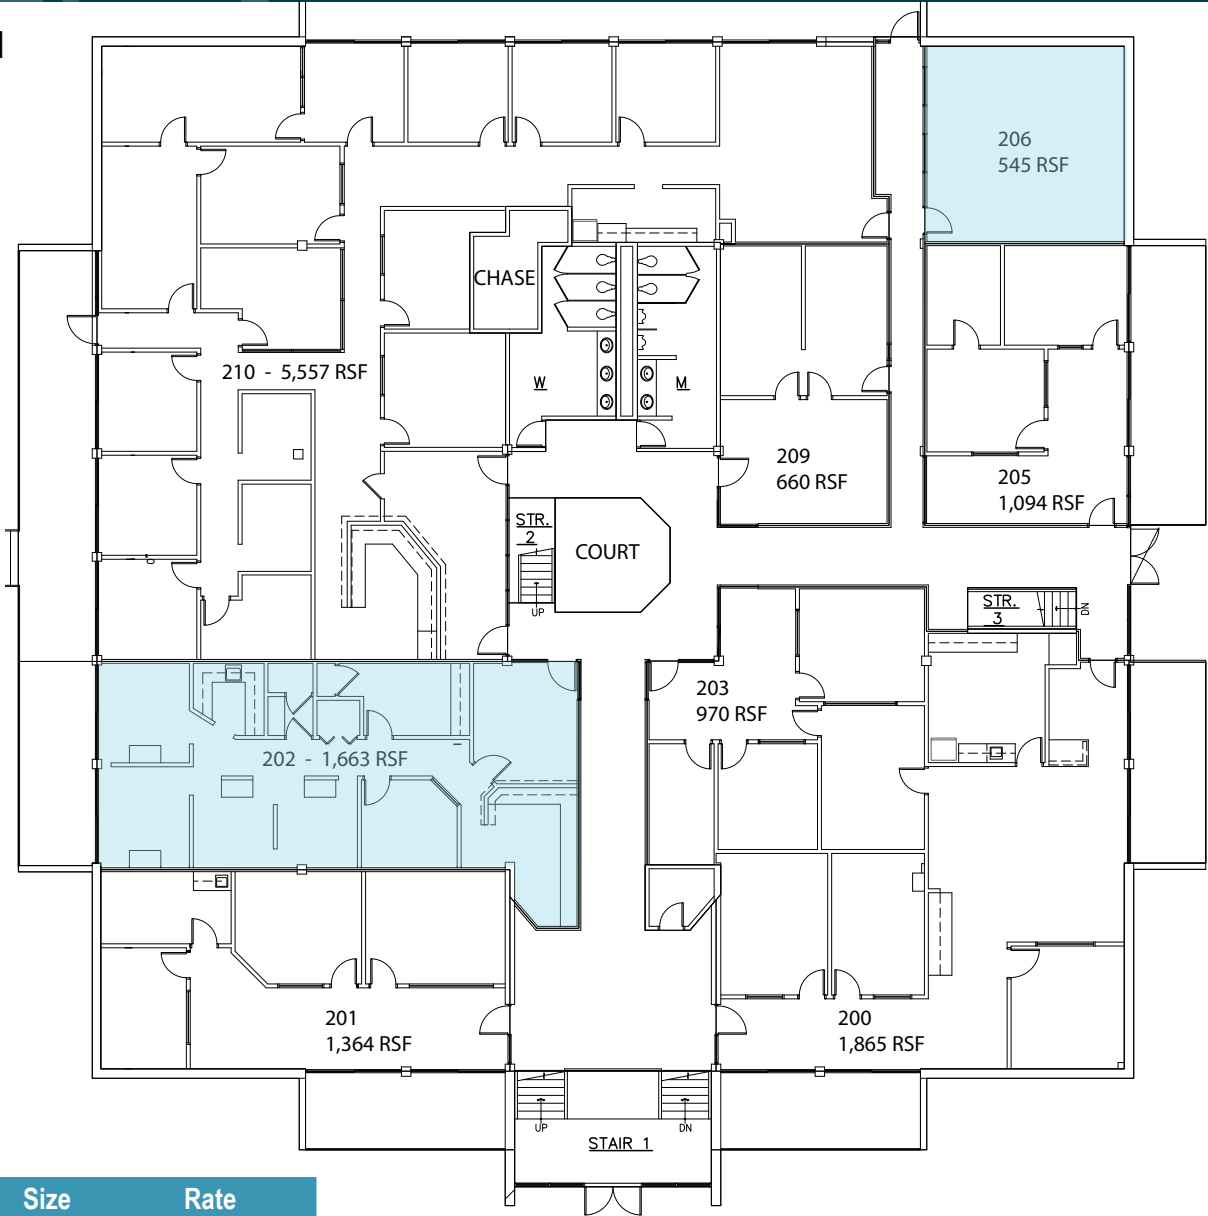 206
545 RSF
CHASE
210 - 5,557 RSF
W
M
209
660 RSF
205
1,094 RSF
STR.
2
UP
COURT
STR.
3
DN
203
970 RSF
202 - 1,663 RSF
201
1,364 RSF
200
1,865 RSF
UP
DN
STAIR 1
Size Rate